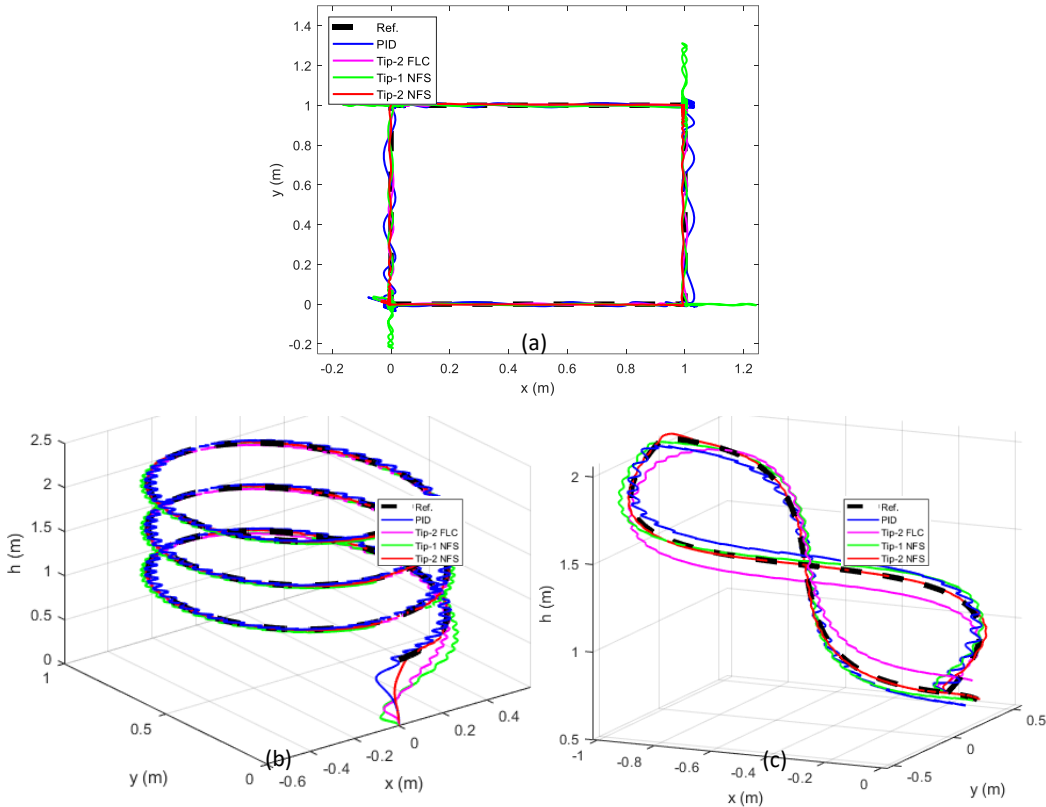 1.4
1.2
1
0.8
0.6
0.4
0.2
0
-0.2
y (m)
Ref.
PID
Tip-2 FLC
Tip-1 NFS
Tip-2 NFS
-0.2 0 0.2 0.4 0.6 0.8 1 1.2
x (m)
(a)
2.5
2
1.5
1
0.5
0
h (m)
1
0.5
0
y (m)
-0.6 -0.4 -0.2 0 0.2 0.4
x (m)
Ref.
PID
Tip-2 FLC
Tip-1 NFS
Tip-2 NFS
(b)
2
1.5
1
0.5
h (m)
-1 -0.8 -0.6 -0.4 -0.2 0
x (m)
-0.5 0 0.5
y (m)
Ref.
PID
Tip-2 FLC
Tip-1 NFS
Tip-2 NFS
(c)